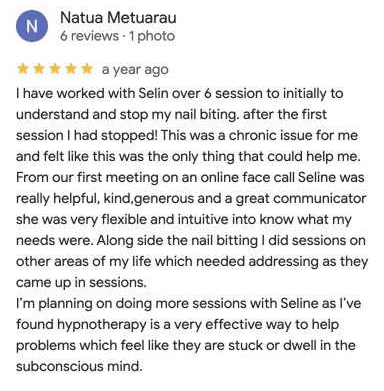 N
Natua Metuarau
6 reviews · 1 photo
★★★★★ a year ago
I have worked with Selin over 6 session to initially to
understand and stop my nail biting. after the first
session I had stopped! This was a chronic issue for me
and felt like this was the only thing that could help me.
From our first meeting on an online face call Seline was
really helpful, kind,generous and a great communicator
she was very flexible and intuitive into know what my
needs were. Along side the nail bitting I did sessions on
other areas of my life which needed addressing as they
came up in sessions.
I'm planning on doing more sessions with Seline as I've
found hypnotherapy is a very effective way to help
problems which feel like they are stuck or dwell in the
subconscious mind.